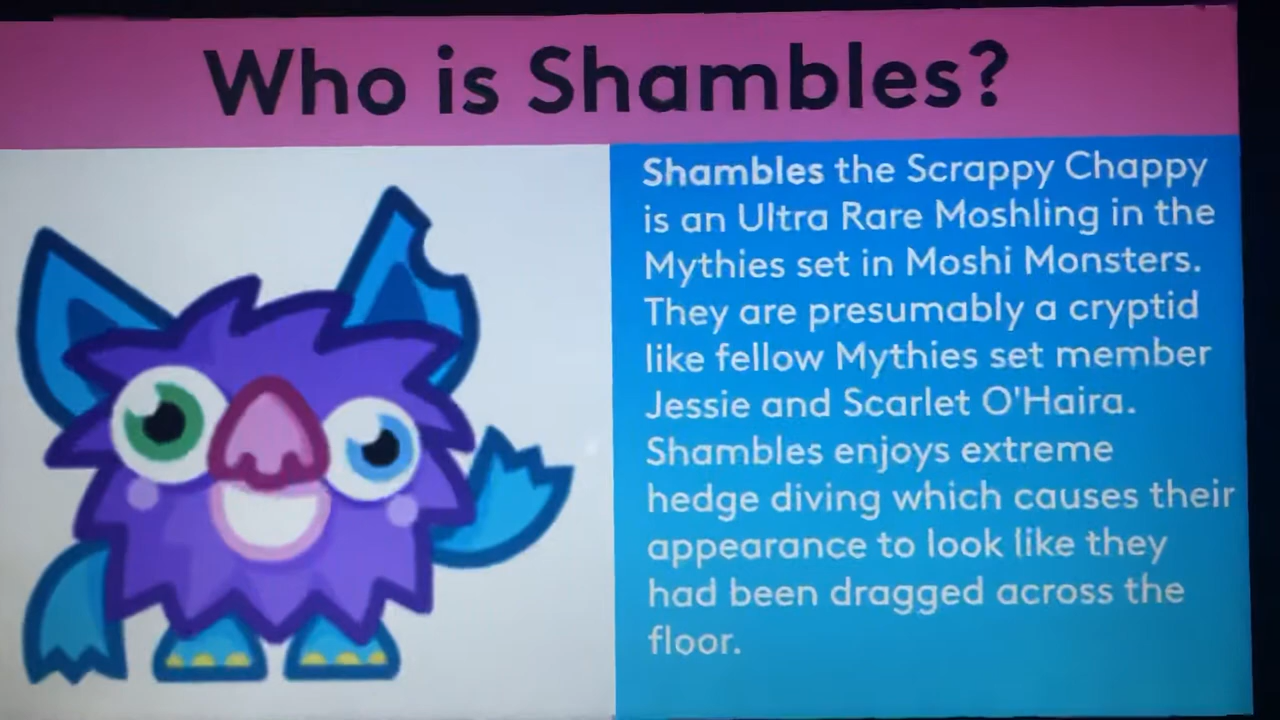 Who is Shambles?
Shambles the Scrappy Chappy
is an Ultra Rare Moshling in the
Mythies set in Moshi Monsters.
They are presumably a cryptid
like fellow Mythies set member
Jessie and Scarlet O'Haira.
Shambles enjoys extreme
hedge diving which causes their
appearance to look like they
had been dragged across the
floor.